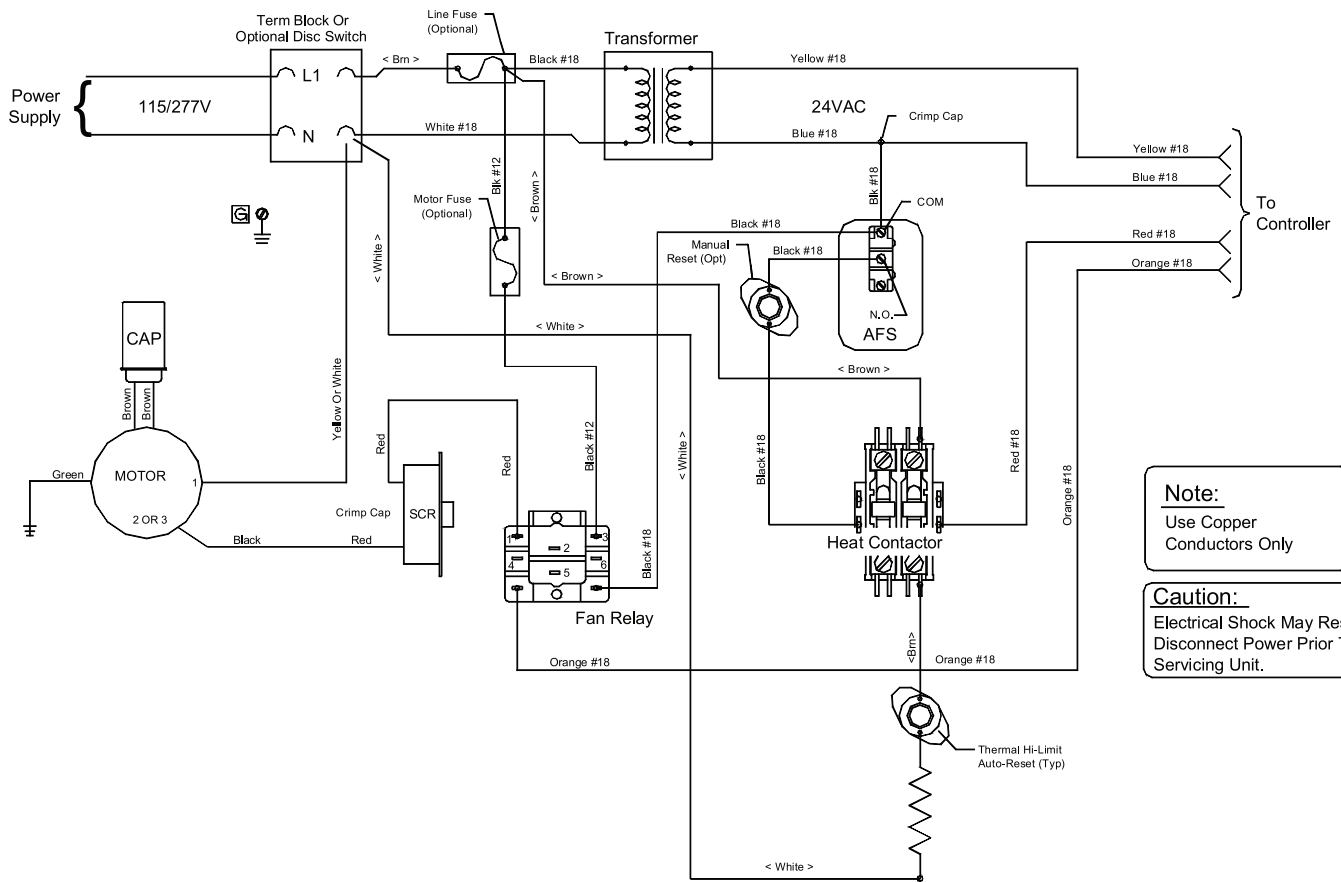 Term Block Or
Optional Disc Switch
Line Fuse
(Optional)
Transformer
< Brn >
Black #18
Yellow #18
L1
Power
Supply
115/277V
24VAC
Crimp Cap
N
White #18
Blue #18
Yellow #18
Blue #18
Blk #12
< Brown >
Blk #18
Motor Fuse
(Optional)
COM
To
Controller
G
Black #18
Red #18
Manual
Reset (Opt)
Black #18
Orange #18
< White >
< Brown >
N.O.
AFS
< White >
CAP
< Brown >
Brown
Brown
Yellow Or White
Red
Red
Black #12
< White >
Black #18
Red #18
Orange #18
Green
MOTOR
1
2 OR 3
Crimp Cap
SCR
Black
Red
1
2
3
4
5
6
Black #18
Fan Relay
Heat Contactor
Note:
Use Copper
Conductors Only
Caution:
Electrical Shock May Res
Disconnect Power Prior T
Servicing Unit.
Orange #18
<Brn>
Orange #18
Thermal Hi-Limit
Auto-Reset (Typ)
< White >